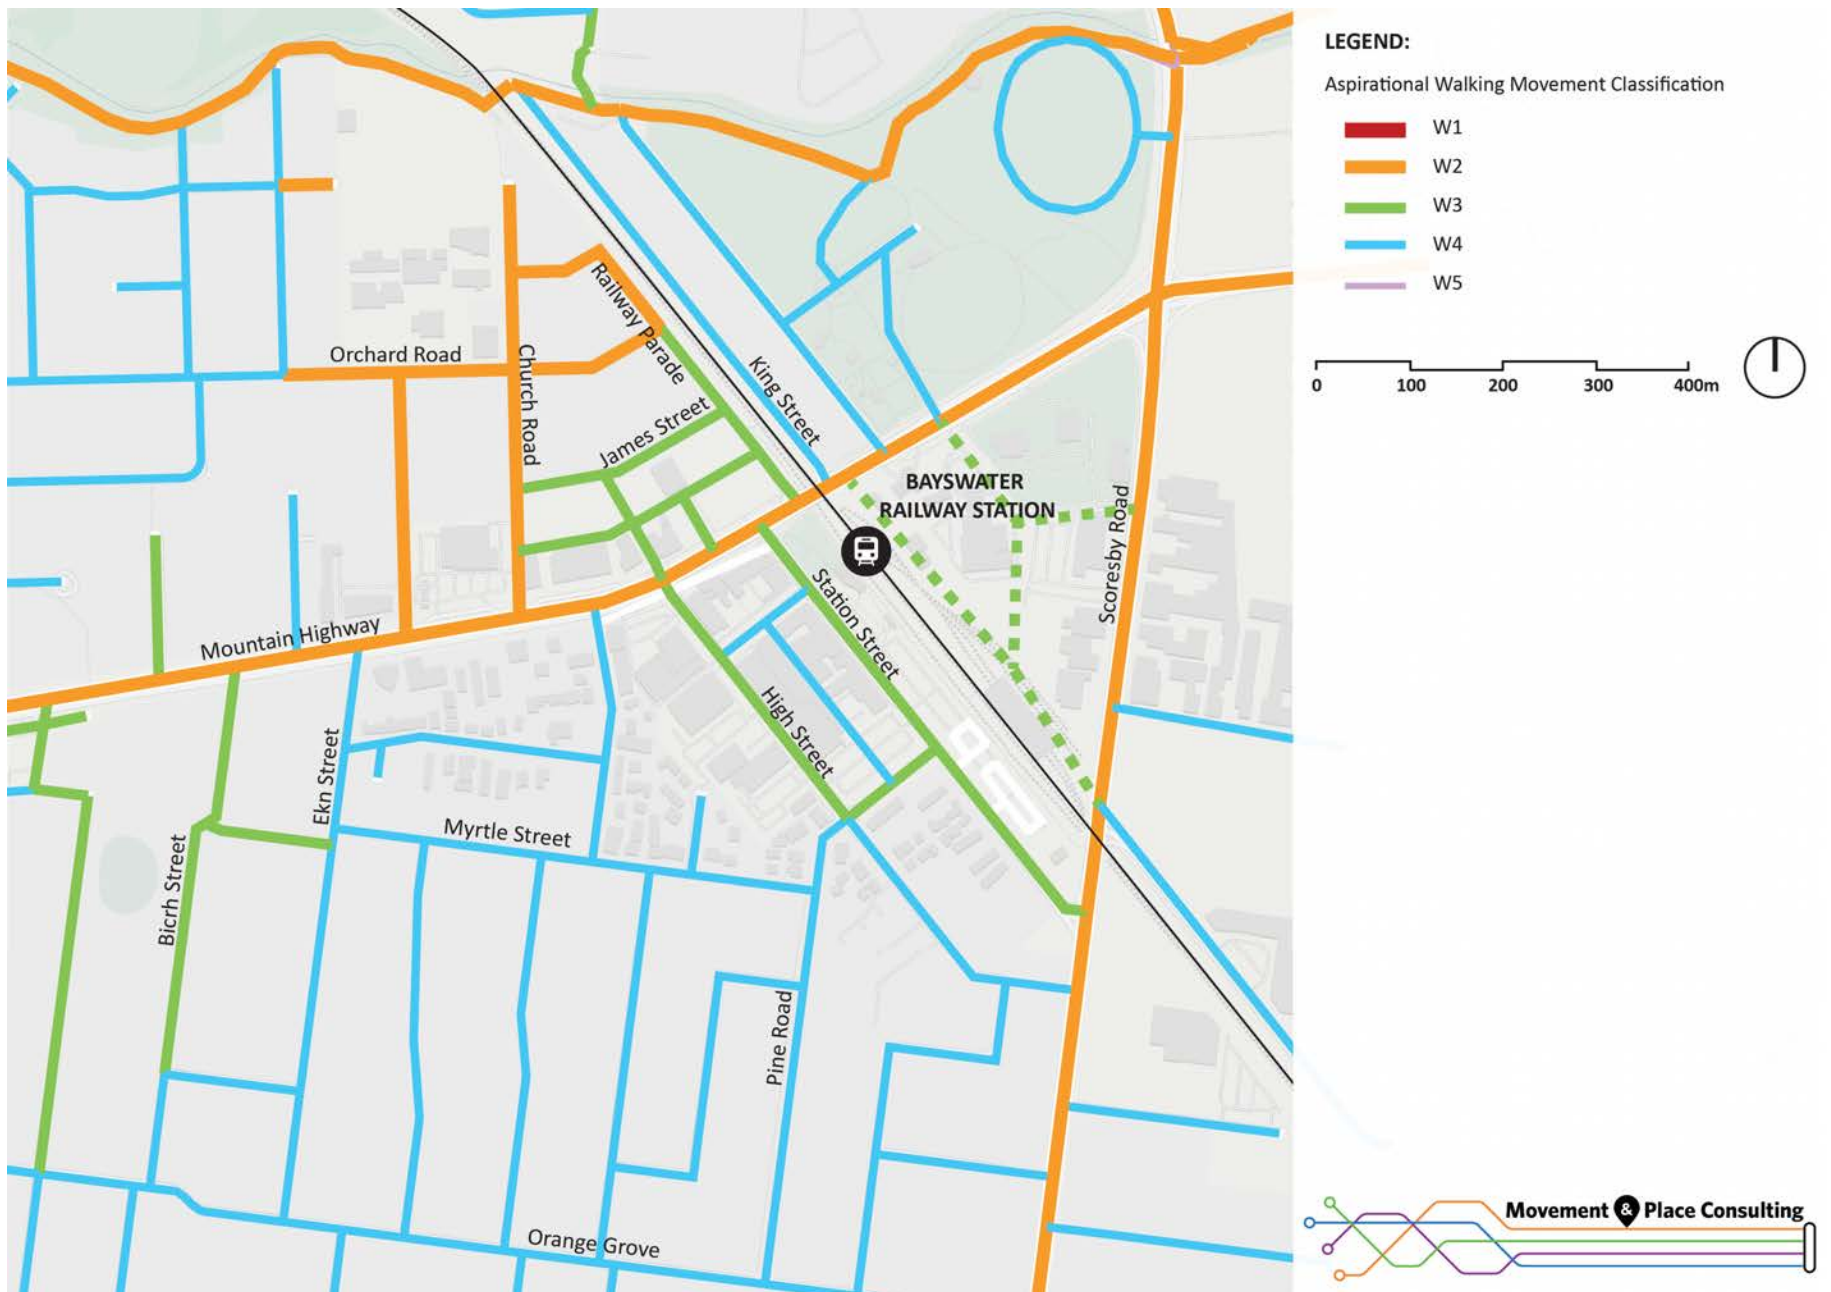 LEGEND:
Aspirational Walking Movement Classification
W1
W2
W3
W4
W5
0 100 200 300 400m
Railway Parade
Orchard Road
Church Road
King Street
James Street
BAYSWATER
RAILWAY STATION
Scoresby Road
Station Street
Mountain Highway
High Street
Ekn Street
Myrtle Street
Bicrh Street
Pine Road
Orange Grove
Movement & Place Consulting